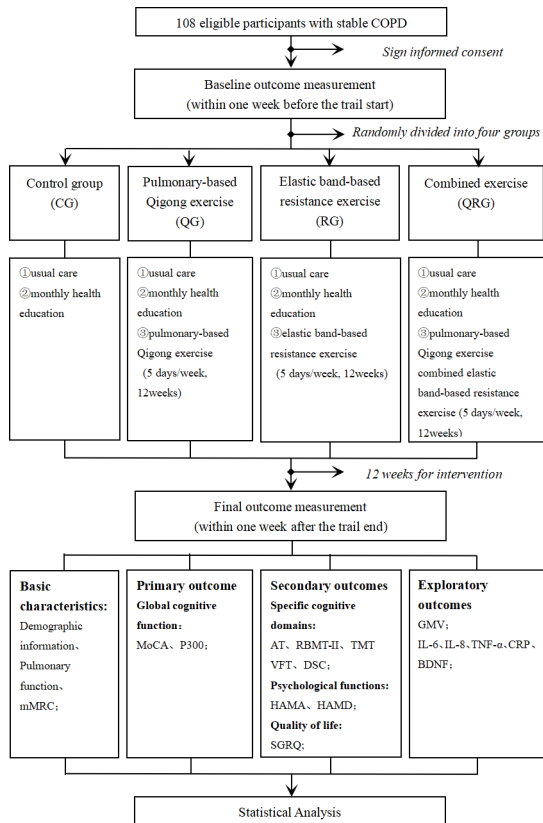 108 eligible participants with stable COPD
Sign informed consent
Baseline outcome measurement
(within one week before the trail start)
Randomly divided into four groups
Control group
(CG)
Pulmonary-based
Qigong exercise
(QG)
Elastic band-based
resistance exercise
(RG)
Combined exercise
(QRG)
①usual care
②monthly health
education
①usual care
②monthly health
education
③pulmonary-based
Qigong exercise
(5 days/week,
12weeks)
①usual care
②monthly health
education
③elastic band-based
resistance exercise
(5 days/week, 12weeks)
①usual care
②monthly health
education
③pulmonary-based
Qigong exercise
combined elastic
band-based resistance
exercise (5 days/week,
12weeks)
12 weeks for intervention
Final outcome measurement
(within one week after the trail end)
Basic
characteristics:
Demographic
information、
Pulmonary
function、
mMRC；
Primary outcome
Global cognitive
function：
MoCA、P300；
Secondary outcomes
Specific cognitive
domains:
AT、RBMT-II、TMT
VFT、DSC；
Psychological functions:
HAMA、HAMD；
Quality of life:
SGRQ；
Exploratory
outcomes
GMV；
IL-6、IL-8、TNF-α、CRP、
BDNF；
Statistical Analysis